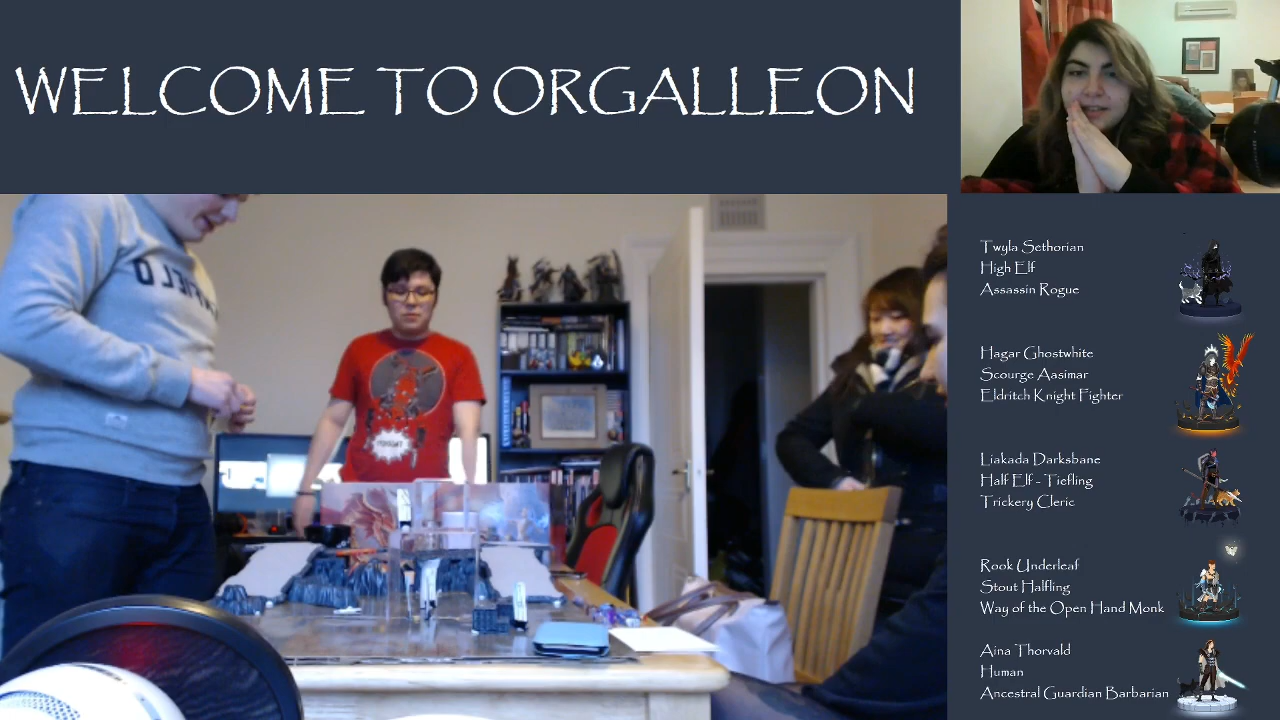 WELCOME TO ORGALLEON
Twyla Sethorian
High Elf
Assassin Rogue
Hagar Ghostwhite
Scourge Aasimar
Eldritch Knight Fighter
Liakada Darksbane
Half Elf - Tiefling
Trickery Cleric
Rook Underleaf
Stout Halfling
Way of the Open Hand Monk
Aina Thorvald
Human
Ancestral Guardian Barbarian